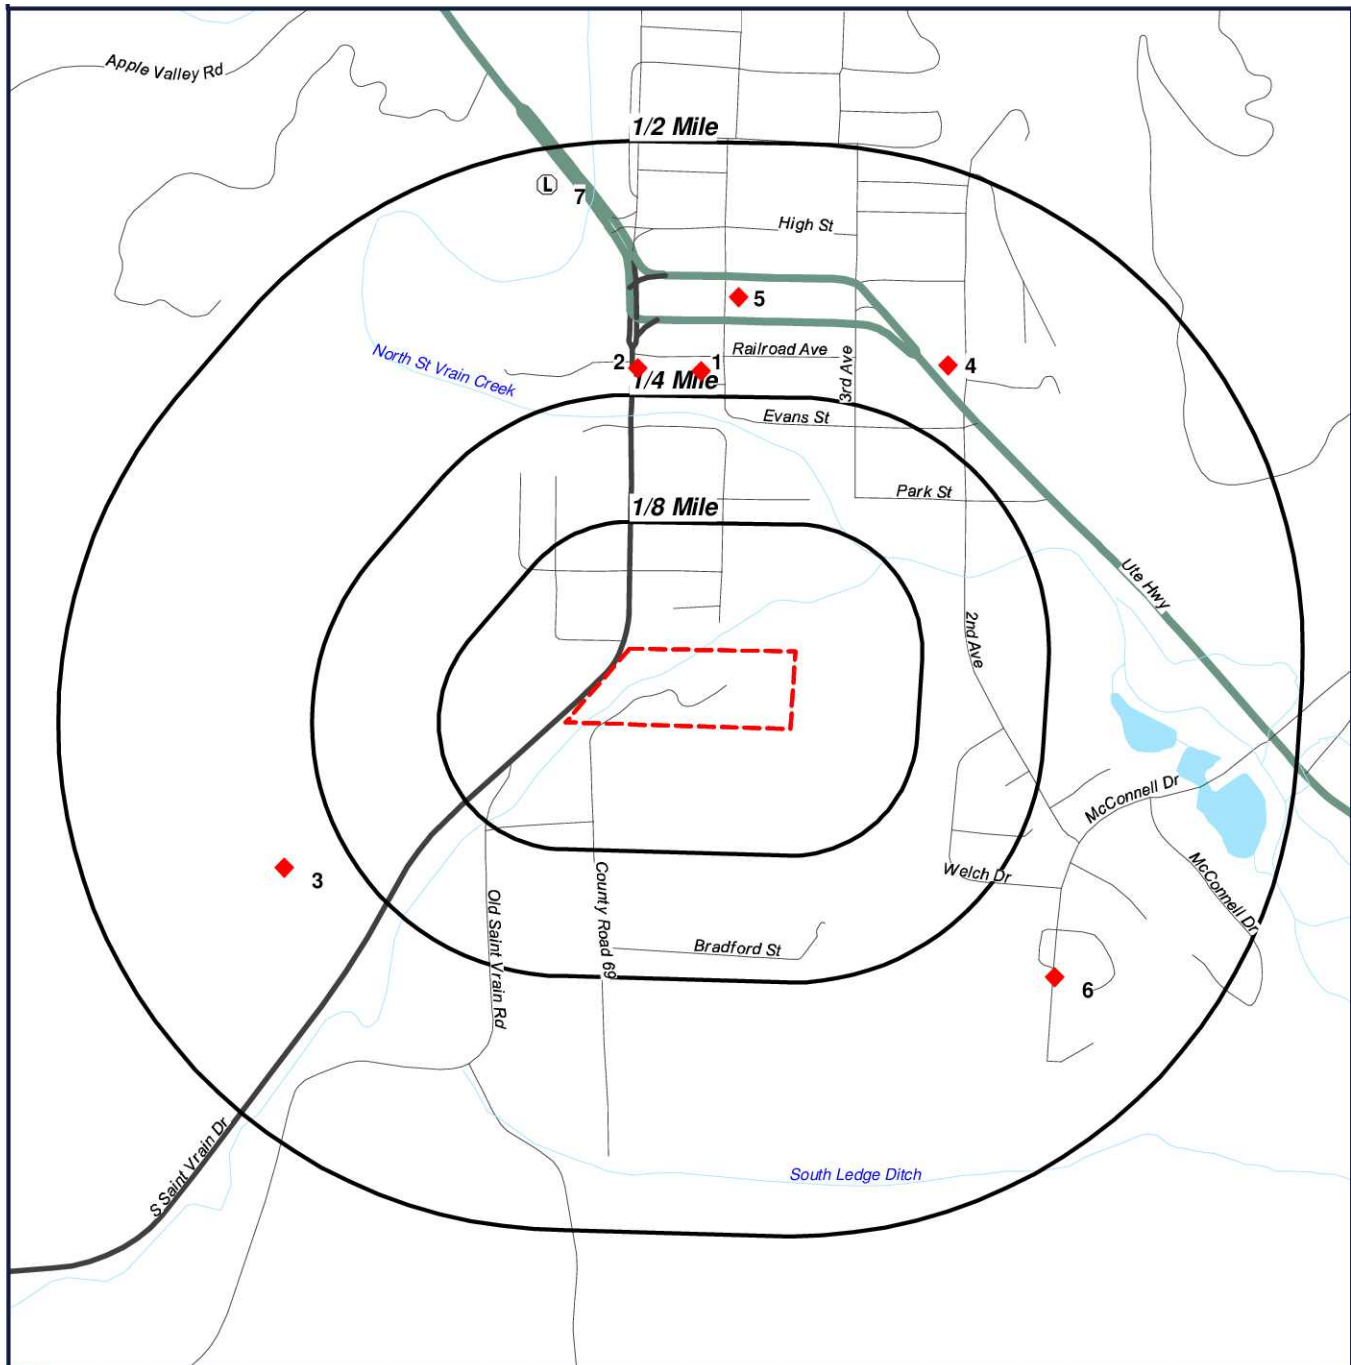 Apple Valley Rd
1/2 Mile
L
7
High St
5
Railroad Ave
3rd Ave
2
1
4
1/4 Mile
North St Vrain Creek
Evans St
Park St
1/8 Mile
Ute Hwy
2nd Ave
McConnell Dr
Welch Dr
McConnell Dr
3
County Road 69
Old Saint Vrain Rd
Bradford St
6
S Saint Vrain Dr
South Ledge Ditch